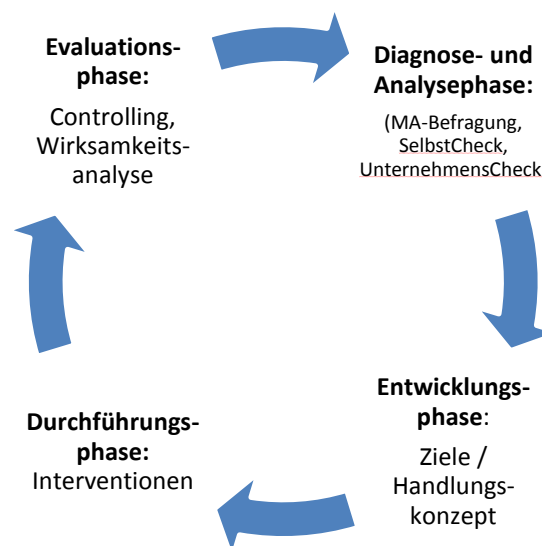 Evaluations-
phase:
Controlling,
Wirksamkeits-
analyse
Diagnose- und
Analysephase:
(MA-Befragung,
SelbstCheck,
UnternehmensCheck
Entwicklungs-
phase:
Ziele /
Handlungs-
konzept
Durchführungs-
phase:
Interventionen